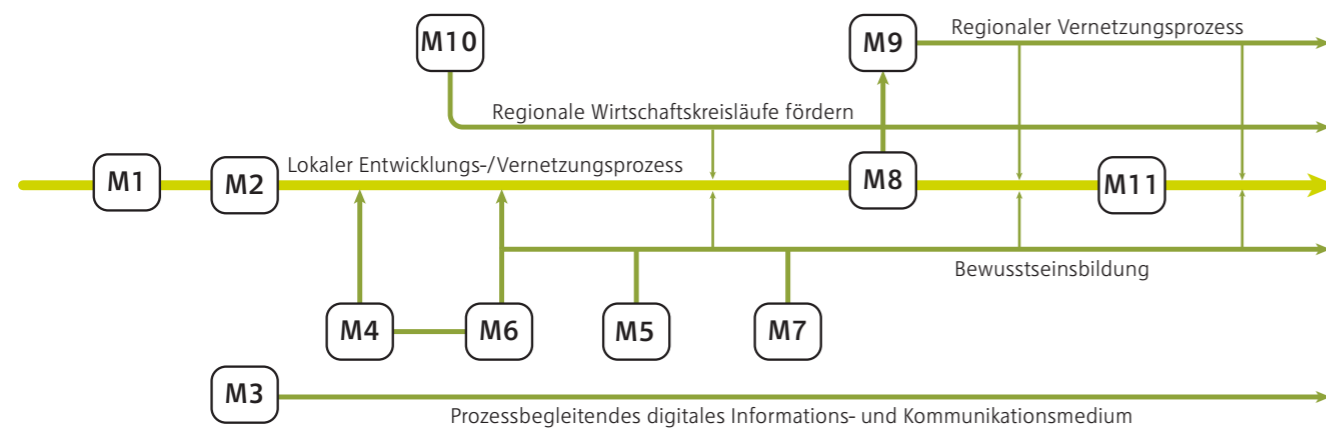 M10
M9
Regionaler Vernetzungsprozess
Regionale Wirtschaftskreisläufe fördern
M1
M2
Lokaler Entwicklungs-/Vernetzungsprozess
M8
M11
Bewusstseinsbildung
M4
M6
M5
M7
M3
Prozessbegleitendes digitales Informations- und Kommunikationsmedium